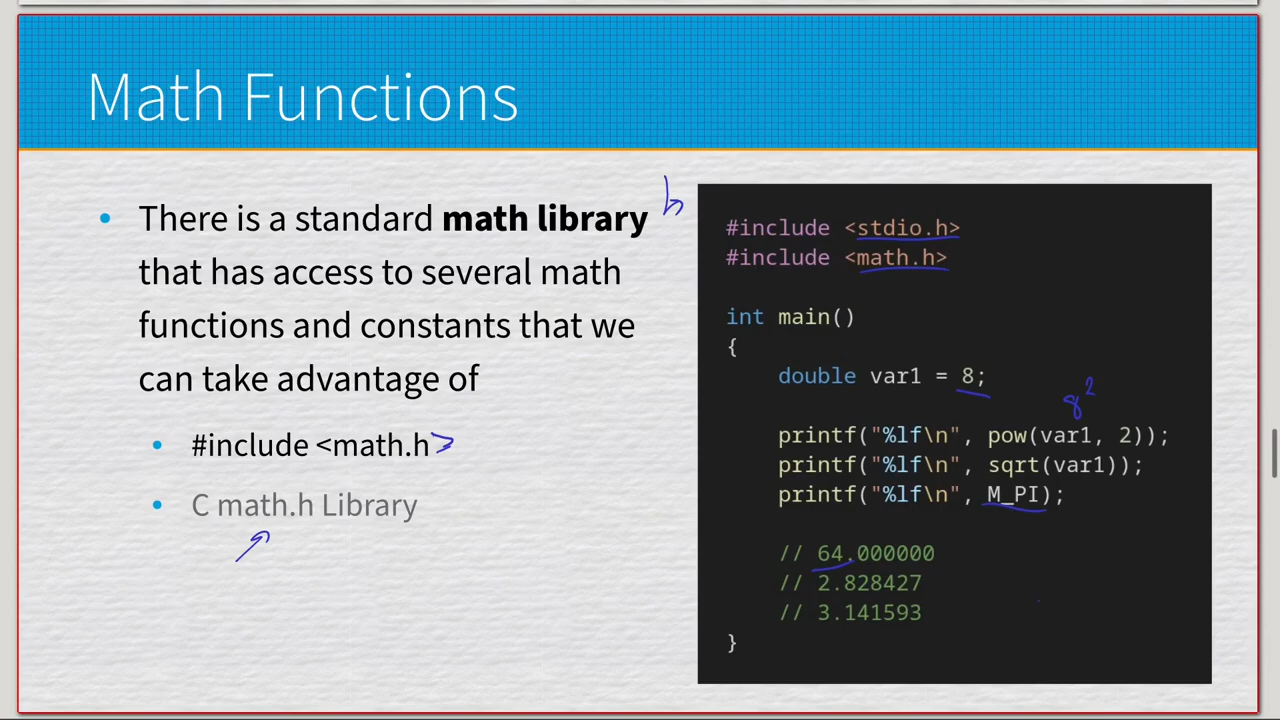 Math Functions
• There is a standard math library
that has access to several math
functions and constants that we
can take advantage of
• #include <math.h>
• C math.h Library
#include <stdio.h>
#include <math.h>
int main()
{
double var1 = 8;
8²
printf("%lf\n", pow(var1, 2));
printf("%lf\n", sqrt(var1));
printf("%lf\n", M_PI);
// 64.000000
// 2.828427
// 3.141593
}